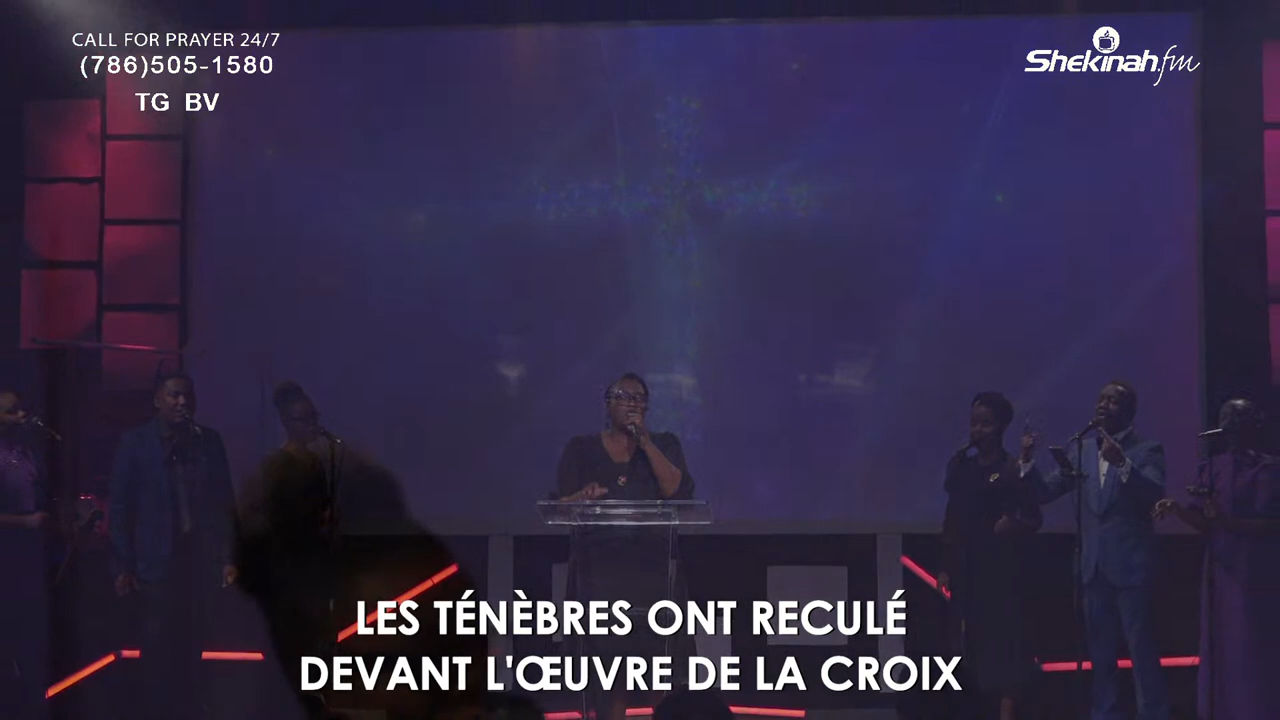 CALL FOR PRAYER 24/7
(786)505-1580
TG BV
Shekinah.fm
LES TÉNÈBRES ONT RECULÉ
DEVANT L'ŒUVRE DE LA CROIX